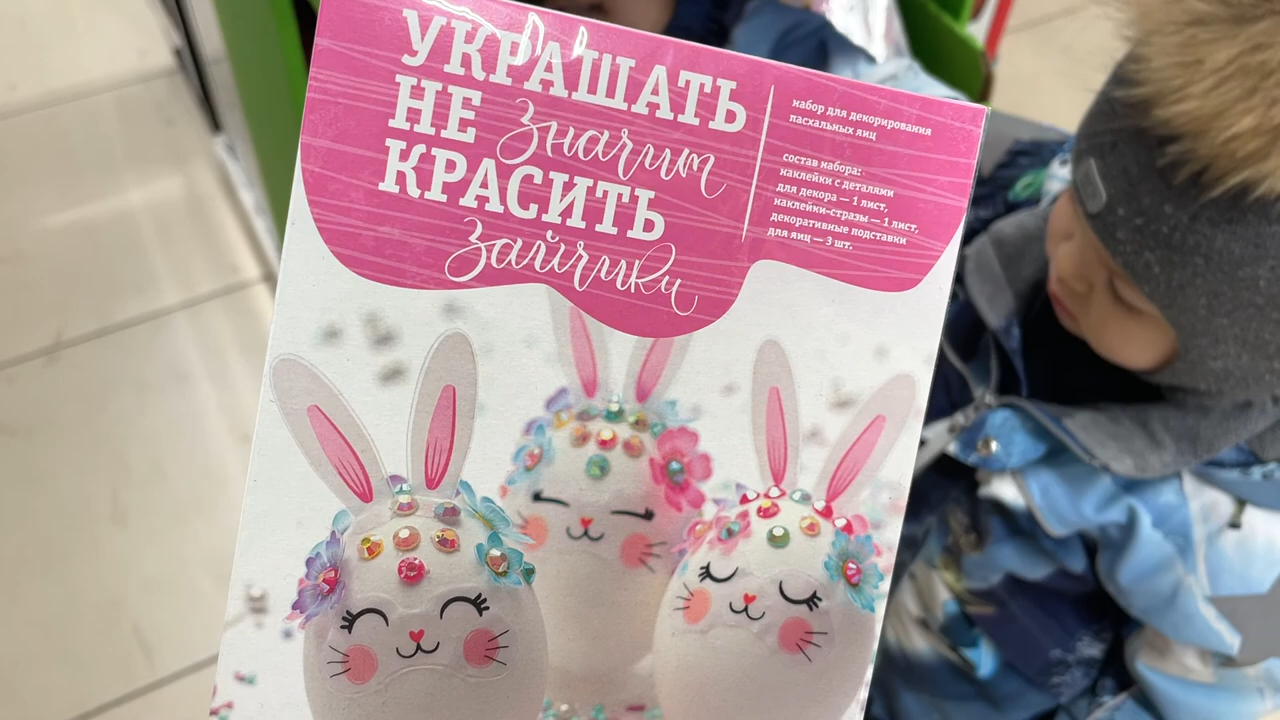 УКРАШАТЬ
НЕ значит
КРАСИТЬ
зайчики
набор для декорирования
пасхальных яиц
состав набора:
наклейки с деталями
для декора — 1 лист,
наклейки-стразы — 1 лист,
декоративные подставки
для яиц — 3 шт.